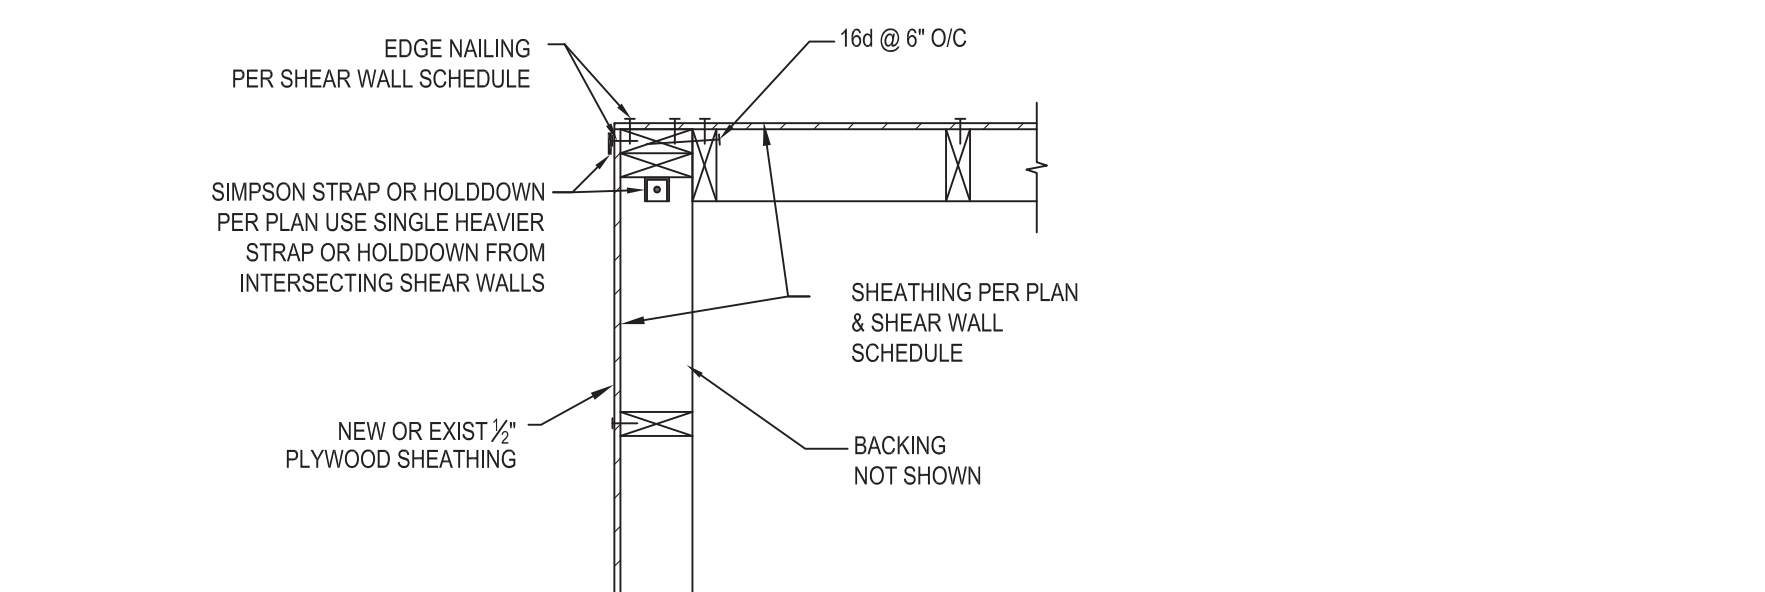 EDGE NAILING
PER SHEAR WALL SCHEDULE
16d @ 6" O/C
SIMPSON STRAP OR HOLDDOWN
PER PLAN USE SINGLE HEAVIER
STRAP OR HOLDDOWN FROM
INTERSECTING SHEAR WALLS
SHEATHING PER PLAN
& SHEAR WALL
SCHEDULE
NEW OR EXIST ½"
PLYWOOD SHEATHING
BACKING
NOT SHOWN